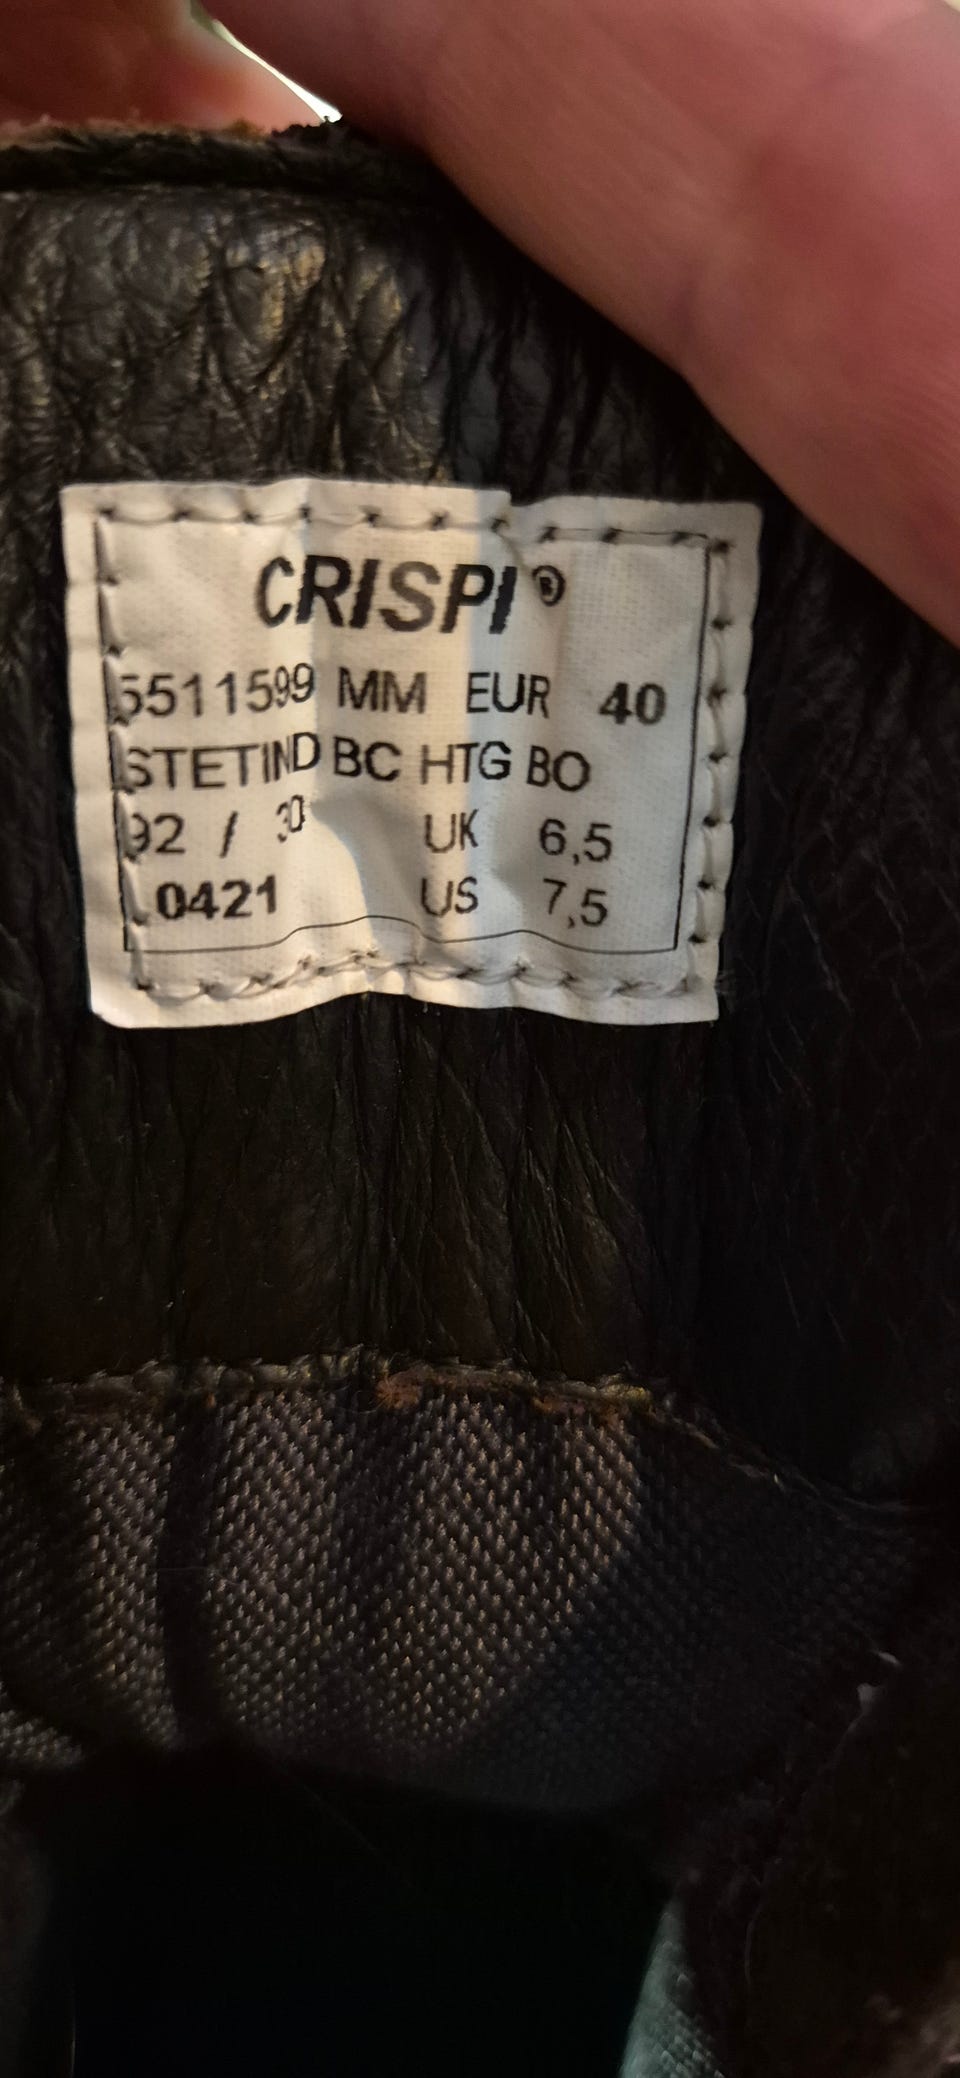 CRISPI®
5511599 MM EUR 40
STETIND BC HTG BO
92 / 30 UK 6,5
0421 US 7,5